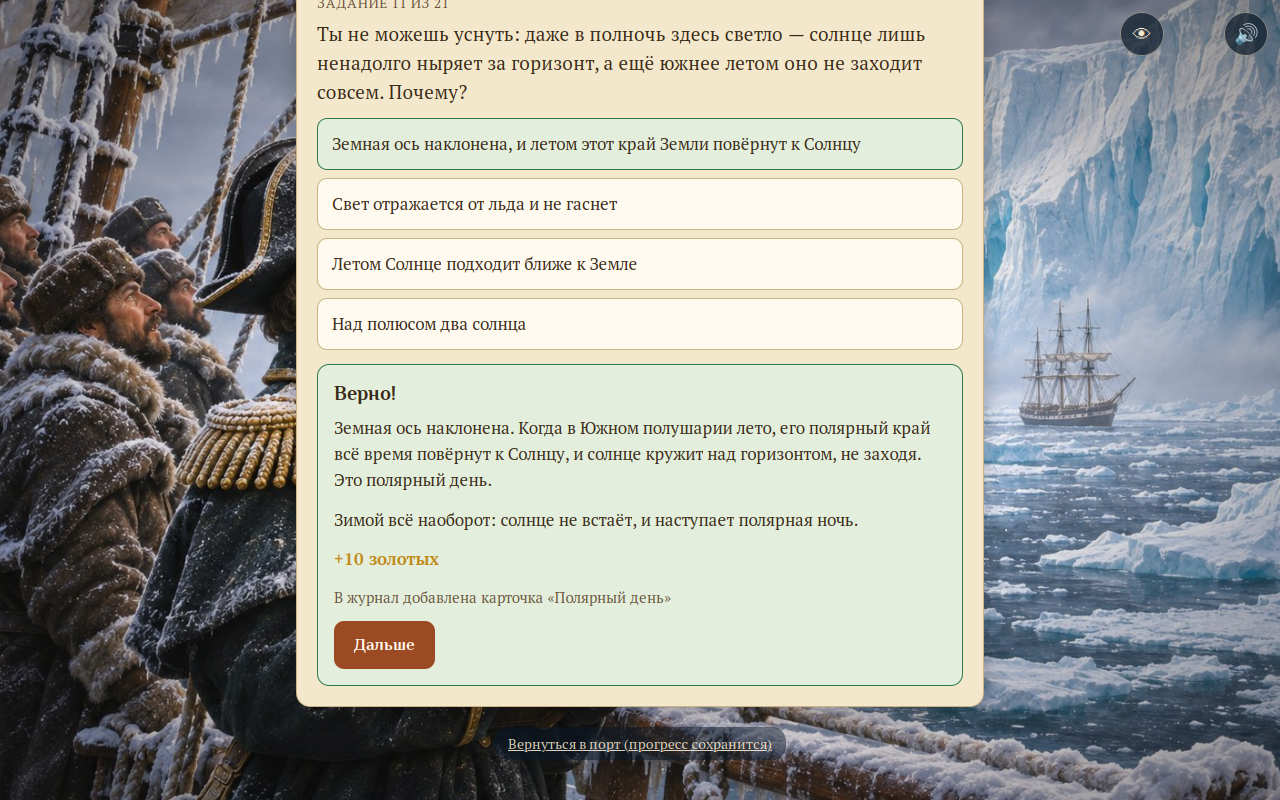 ЗАДАНИЕ 11 ИЗ 21
Ты не можешь уснуть: даже в полночь здесь светло — солнце лишь
ненадолго ныряет за горизонт, а ещё южнее летом оно не заходит
совсем. Почему?
Земная ось наклонена, и летом этот край Земли повёрнут к Солнцу
Свет отражается от льда и не гаснет
Летом Солнце подходит ближе к Земле
Над полюсом два солнца
Верно!
Земная ось наклонена. Когда в Южном полушарии лето, его полярный край
всё время повёрнут к Солнцу, и солнце кружит над горизонтом, не заходя.
Это полярный день.
Зимой всё наоборот: солнце не встаёт, и наступает полярная ночь.
+10 золотых
В журнал добавлена карточка «Полярный день»
Дальше
Вернуться в порт (прогресс сохранится)